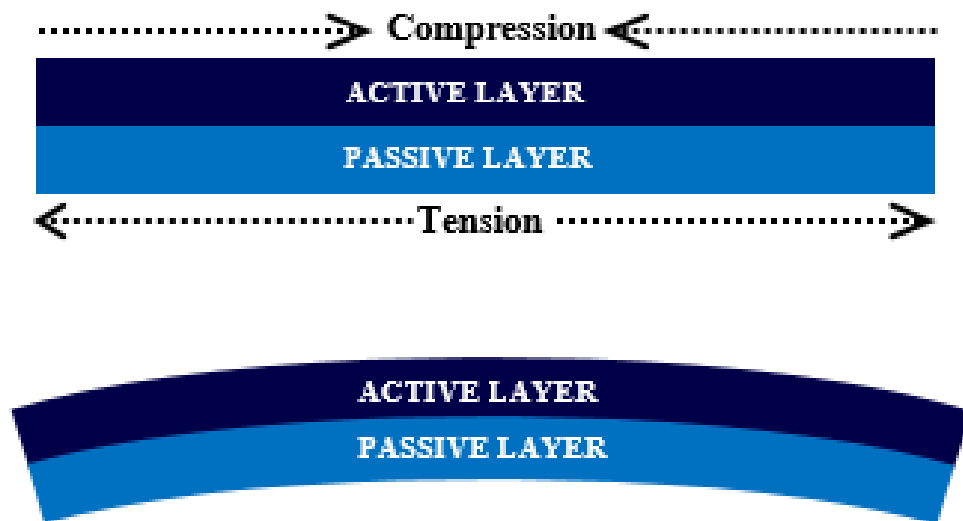 Compression
ACTIVE LAYER
PASSIVE LAYER
Tension
ACTIVE LAYER
PASSIVE LAYER